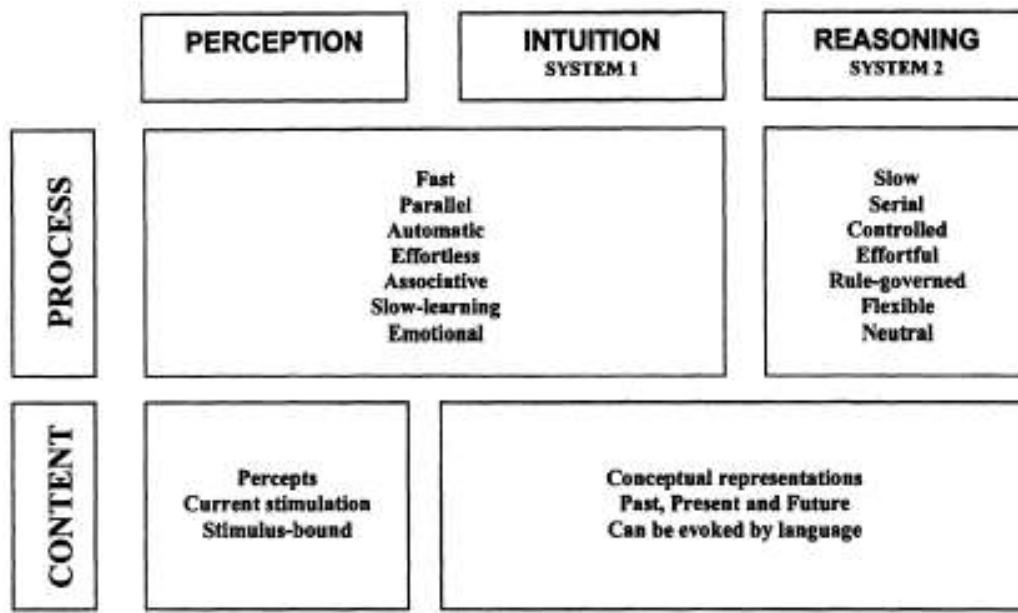 PERCEPTION
INTUITION
SYSTEM 1
REASONING
SYSTEM 2
PROCESS
Fast
Parallel
Automatic
Effortless
Associative
Slow-learning
Emotional
Slow
Serial
Controlled
Effortful
Rule-governed
Flexible
Neutral
CONTENT
Percepts
Current stimulation
Stimulus-bound
Conceptual representations
Past, Present and Future
Can be evoked by language